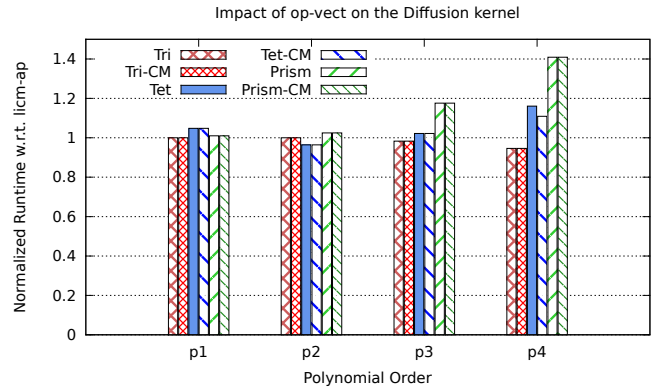 Impact of op-vect on the Diffusion kernel
Normalized Runtime w.r.t. licm-ap
1.4
1.2
1
0.8
0.6
0.4
0.2
0
Tri
Tri-CM
Tet
Tet-CM
Prism
Prism-CM
p1 p2 p3 p4
Polynomial Order